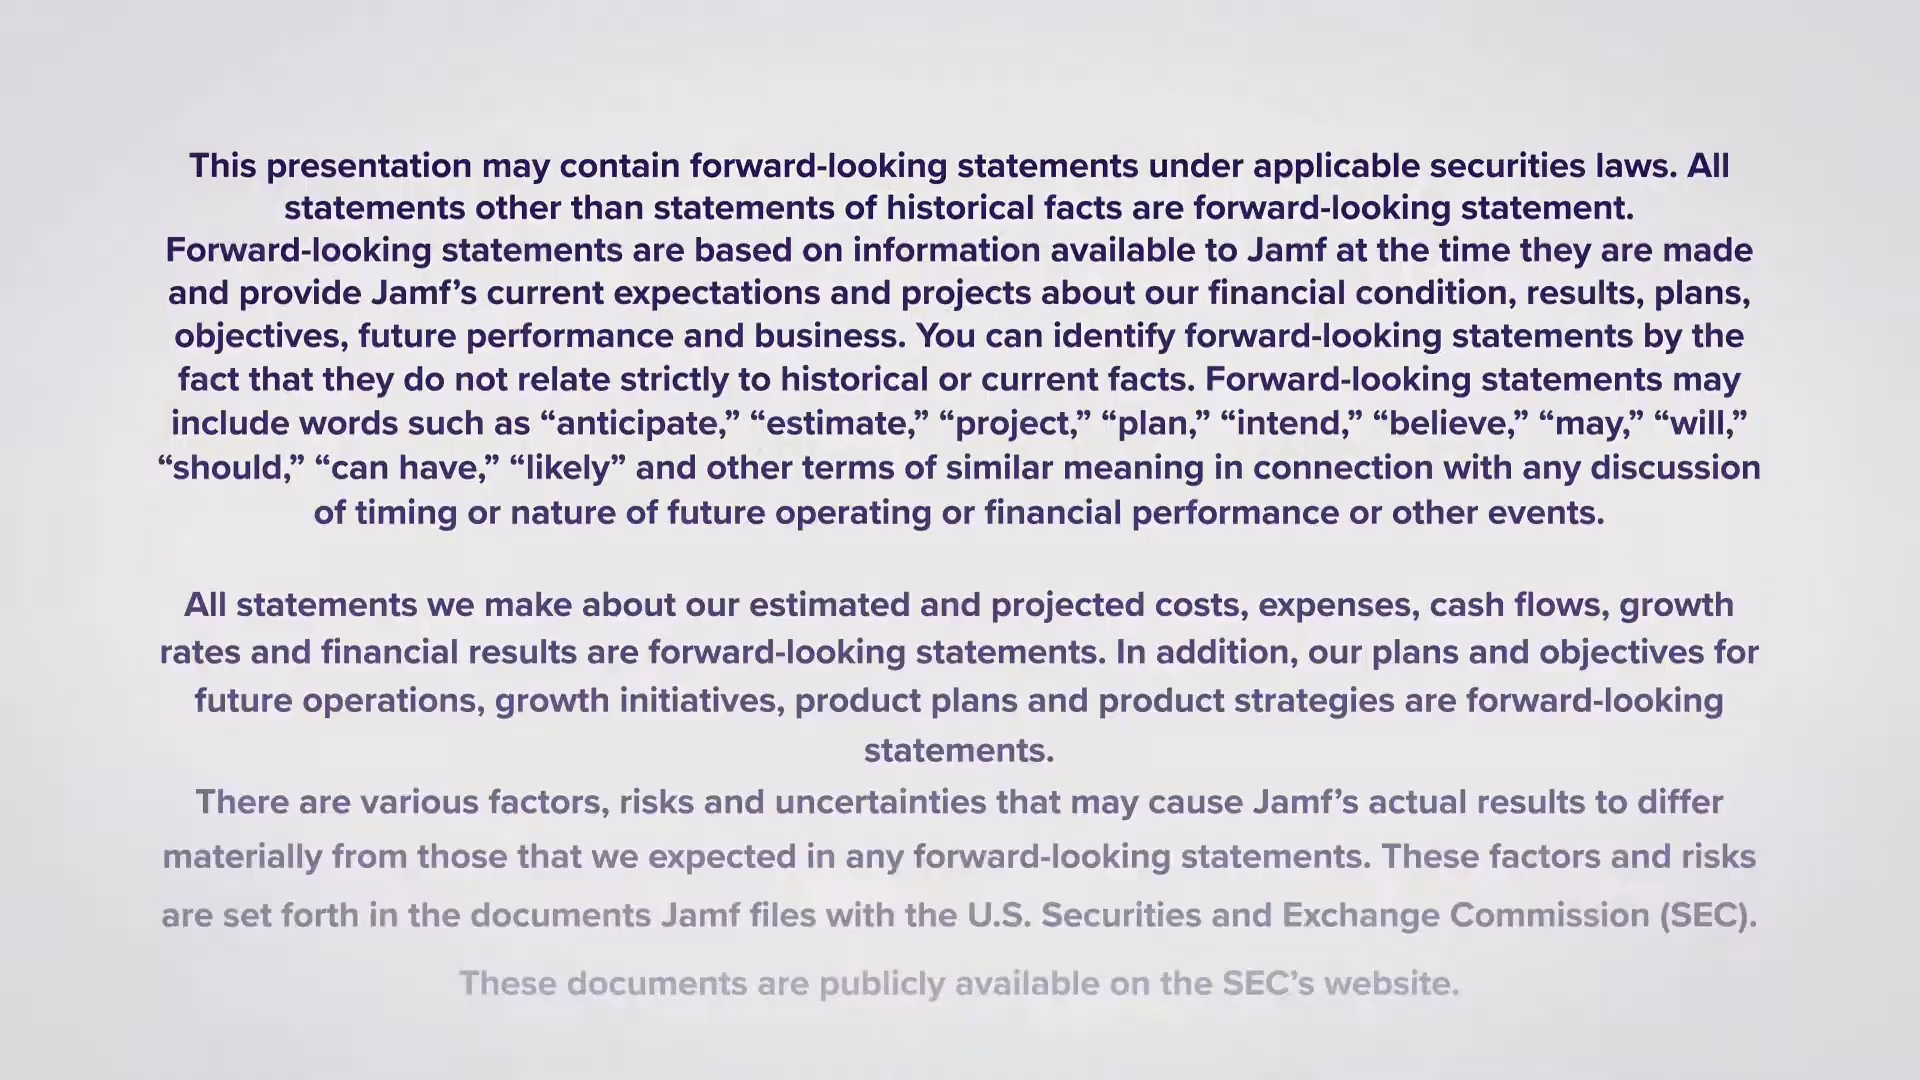 This presentation may contain forward-looking statements under applicable securities laws. All
statements other than statements of historical facts are forward-looking statement.
Forward-looking statements are based on information available to Jamf at the time they are made
and provide Jamf’s current expectations and projects about our financial condition, results, plans,
objectives, future performance and business. You can identify forward-looking statements by the
fact that they do not relate strictly to historical or current facts. Forward-looking statements may
include words such as “anticipate,” “estimate,” “project,” “plan,” “intend,” “believe,” “may,” “will,”
“should,” “can have,” “likely” and other terms of similar meaning in connection with any discussion
of timing or nature of future operating or financial performance or other events.
All statements we make about our estimated and projected costs, expenses, cash flows, growth
rates and financial results are forward-looking statements. In addition, our plans and objectives for
future operations, growth initiatives, product plans and product strategies are forward-looking
statements.
There are various factors, risks and uncertainties that may cause Jamf’s actual results to differ
materially from those that we expected in any forward-looking statements. These factors and risks
are set forth in the documents Jamf files with the U.S. Securities and Exchange Commission (SEC).
These documents are publicly available on the SEC’s website.